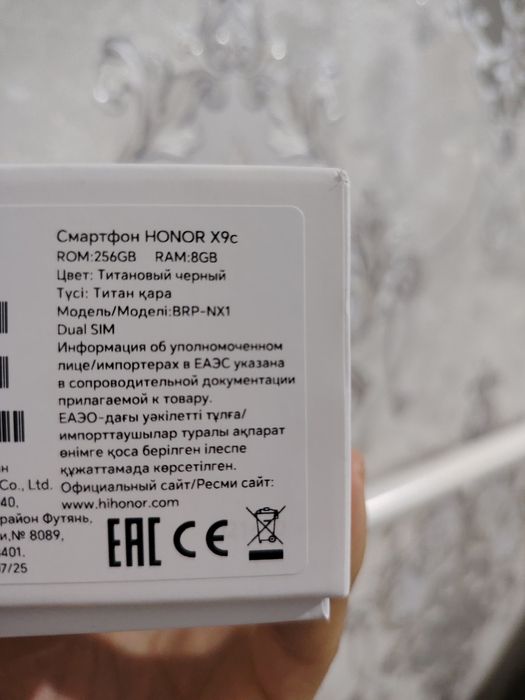 Смартфон HONOR X9c
ROM:256GB RAM:8GB
Цвет: Титановый черный
Түсі: Титан қара
Модель/Моделі:BRP-NX1
Dual SIM
Информация об уполномоченном
лице/импортерах в ЕАЭС указана
в сопроводительной документации
прилагаемой к товару.
ЕАЭО-дағы уәкілетті тұлға/
импорттаушылар туралы ақпарат
өнімге қоса берілген ілеспе
құжаттамада көрсетілген.
Официальный сайт/Ресми сайт:
www.hihonor.com
Co., Ltd.
40,
район Футянь,
и,№ 8089,
401.
7/25
EAC CE